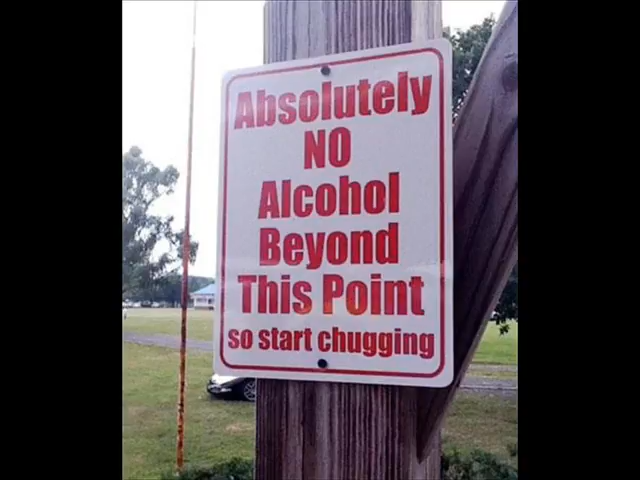 Absolutely
NO
Alcohol
Beyond
This Point
so start chugging